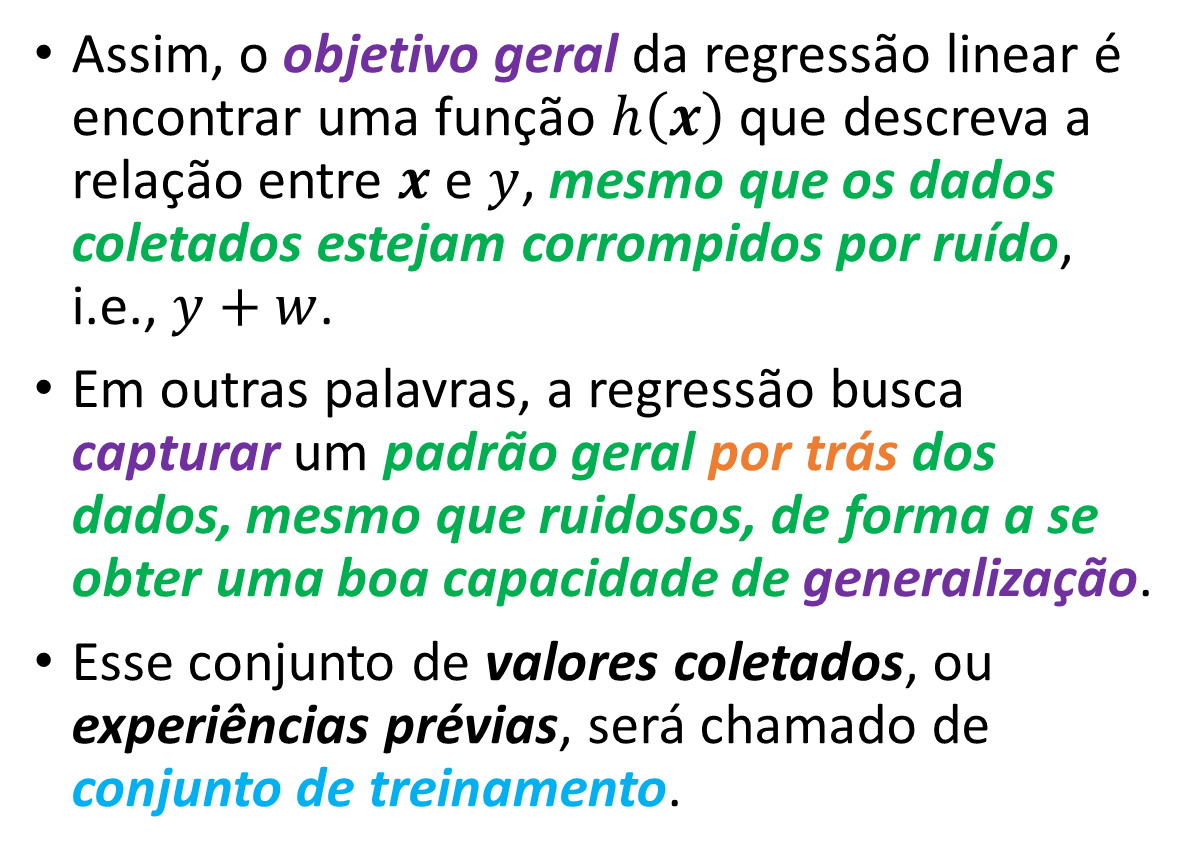 • Assim, o objetivo geral da regressão linear é
encontrar uma função h(x) que descreva a
relação entre x e y, mesmo que os dados
coletados estejam corrompidos por ruído,
i.e., y + w.
• Em outras palavras, a regressão busca
capturar um padrão geral por trás dos
dados, mesmo que ruidosos, de forma a se
obter uma boa capacidade de generalização.
• Esse conjunto de valores coletados, ou
experiências prévias, será chamado de
conjunto de treinamento.